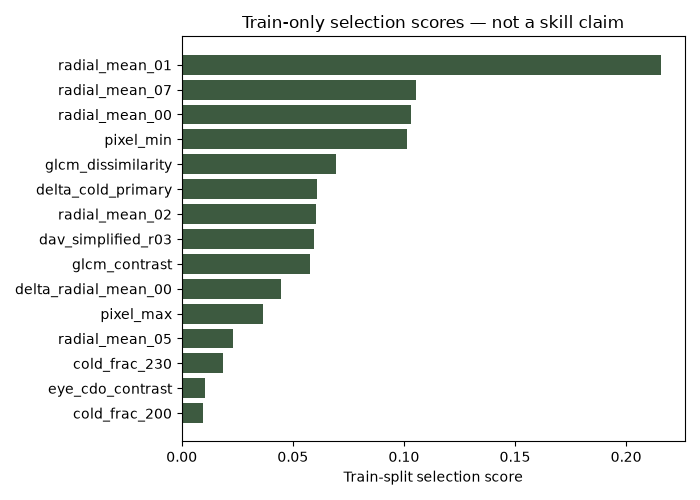 Train-only selection scores — not a skill claim
radial_mean_01
radial_mean_07
radial_mean_00
pixel_min
glcm_dissimilarity
delta_cold_primary
radial_mean_02
dav_simplified_r03
glcm_contrast
delta_radial_mean_00
pixel_max
radial_mean_05
cold_frac_230
eye_cdo_contrast
cold_frac_200
0.00 0.05 0.10 0.15 0.20
Train-split selection score